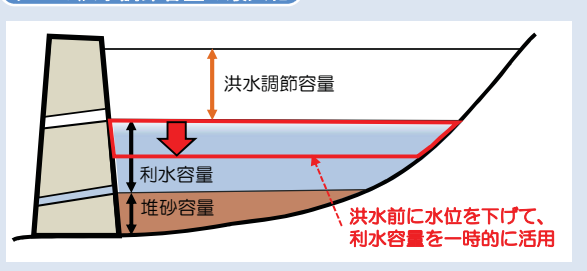 洪水調節容量
利水容量
堆砂容量
洪水前に水位を下げて、
利水容量を一時的に活用